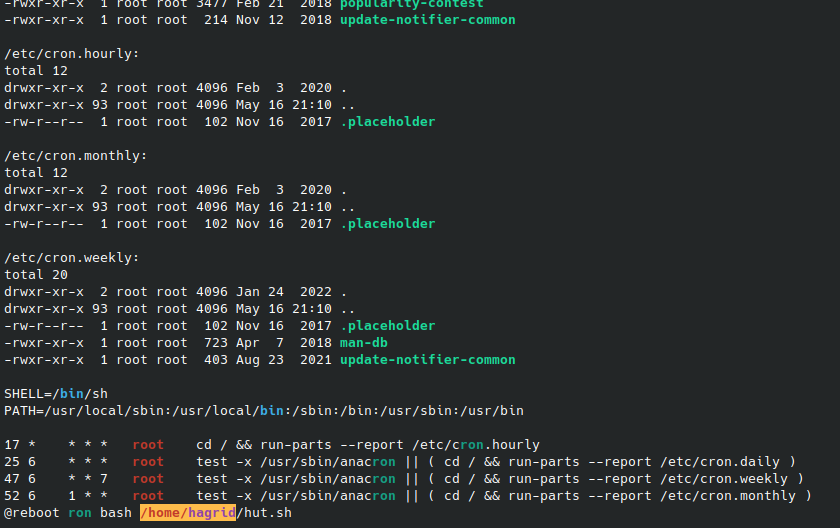 -rwxr-xr-x  1 root root 3477 Feb 21  2018 popularity-contest
-rwxr-xr-x  1 root root  214 Nov 12  2018 update-notifier-common

/etc/cron.hourly:
total 12
drwxr-xr-x  2 root root 4096 Feb  3  2020 .
drwxr-xr-x 93 root root 4096 May 16 21:10 ..
-rw-r--r--  1 root root  102 Nov 16  2017 .placeholder

/etc/cron.monthly:
total 12
drwxr-xr-x  2 root root 4096 Feb  3  2020 .
drwxr-xr-x 93 root root 4096 May 16 21:10 ..
-rw-r--r--  1 root root  102 Nov 16  2017 .placeholder

/etc/cron.weekly:
total 20
drwxr-xr-x  2 root root 4096 Jan 24  2022 .
drwxr-xr-x 93 root root 4096 May 16 21:10 ..
-rw-r--r--  1 root root  102 Nov 16  2017 .placeholder
-rwxr-xr-x  1 root root  723 Apr  7  2018 man-db
-rwxr-xr-x  1 root root  403 Aug 23  2021 update-notifier-common

SHELL=/bin/sh
PATH=/usr/local/sbin:/usr/local/bin:/sbin:/bin:/usr/sbin:/usr/bin

17 *    * * *   root    cd / && run-parts --report /etc/cron.hourly
25 6    * * *   root    test -x /usr/sbin/anacron || ( cd / && run-parts --report /etc/cron.daily )
47 6    * * 7   root    test -x /usr/sbin/anacron || ( cd / && run-parts --report /etc/cron.weekly )
52 6    1 * *   root    test -x /usr/sbin/anacron || ( cd / && run-parts --report /etc/cron.monthly )
@reboot ron bash /home/hagrid/hut.sh